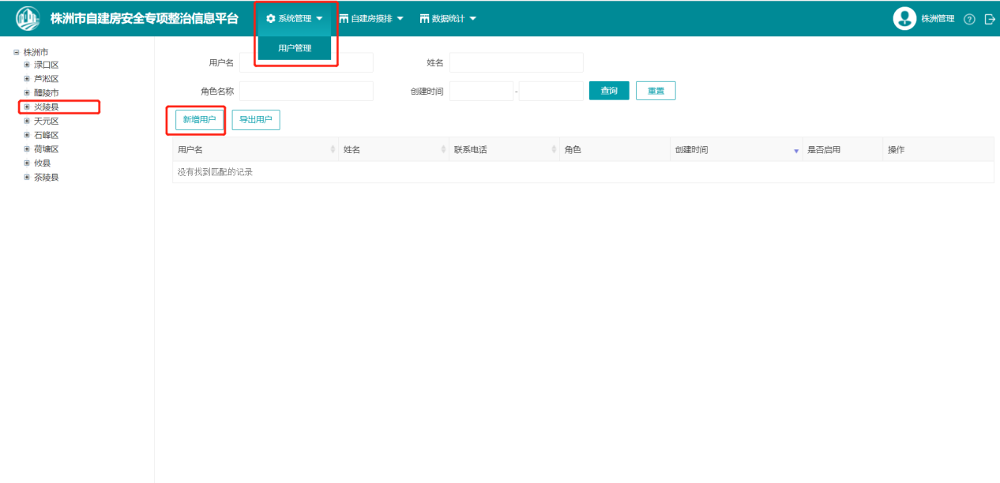 株洲市自建房安全专项整治信息平台 系统管理 自建房摸排 数据统计 株洲管理
用户管理
株洲市
渌口区
芦淞区
醴陵市
炎陵县
天元区
石峰区
荷塘区
攸县
茶陵县
用户名 姓名
角色名称 创建时间 - 查询 重置
新增用户 导出用户
用户名 姓名 联系电话 角色 创建时间 是否启用 操作
没有找到匹配的记录